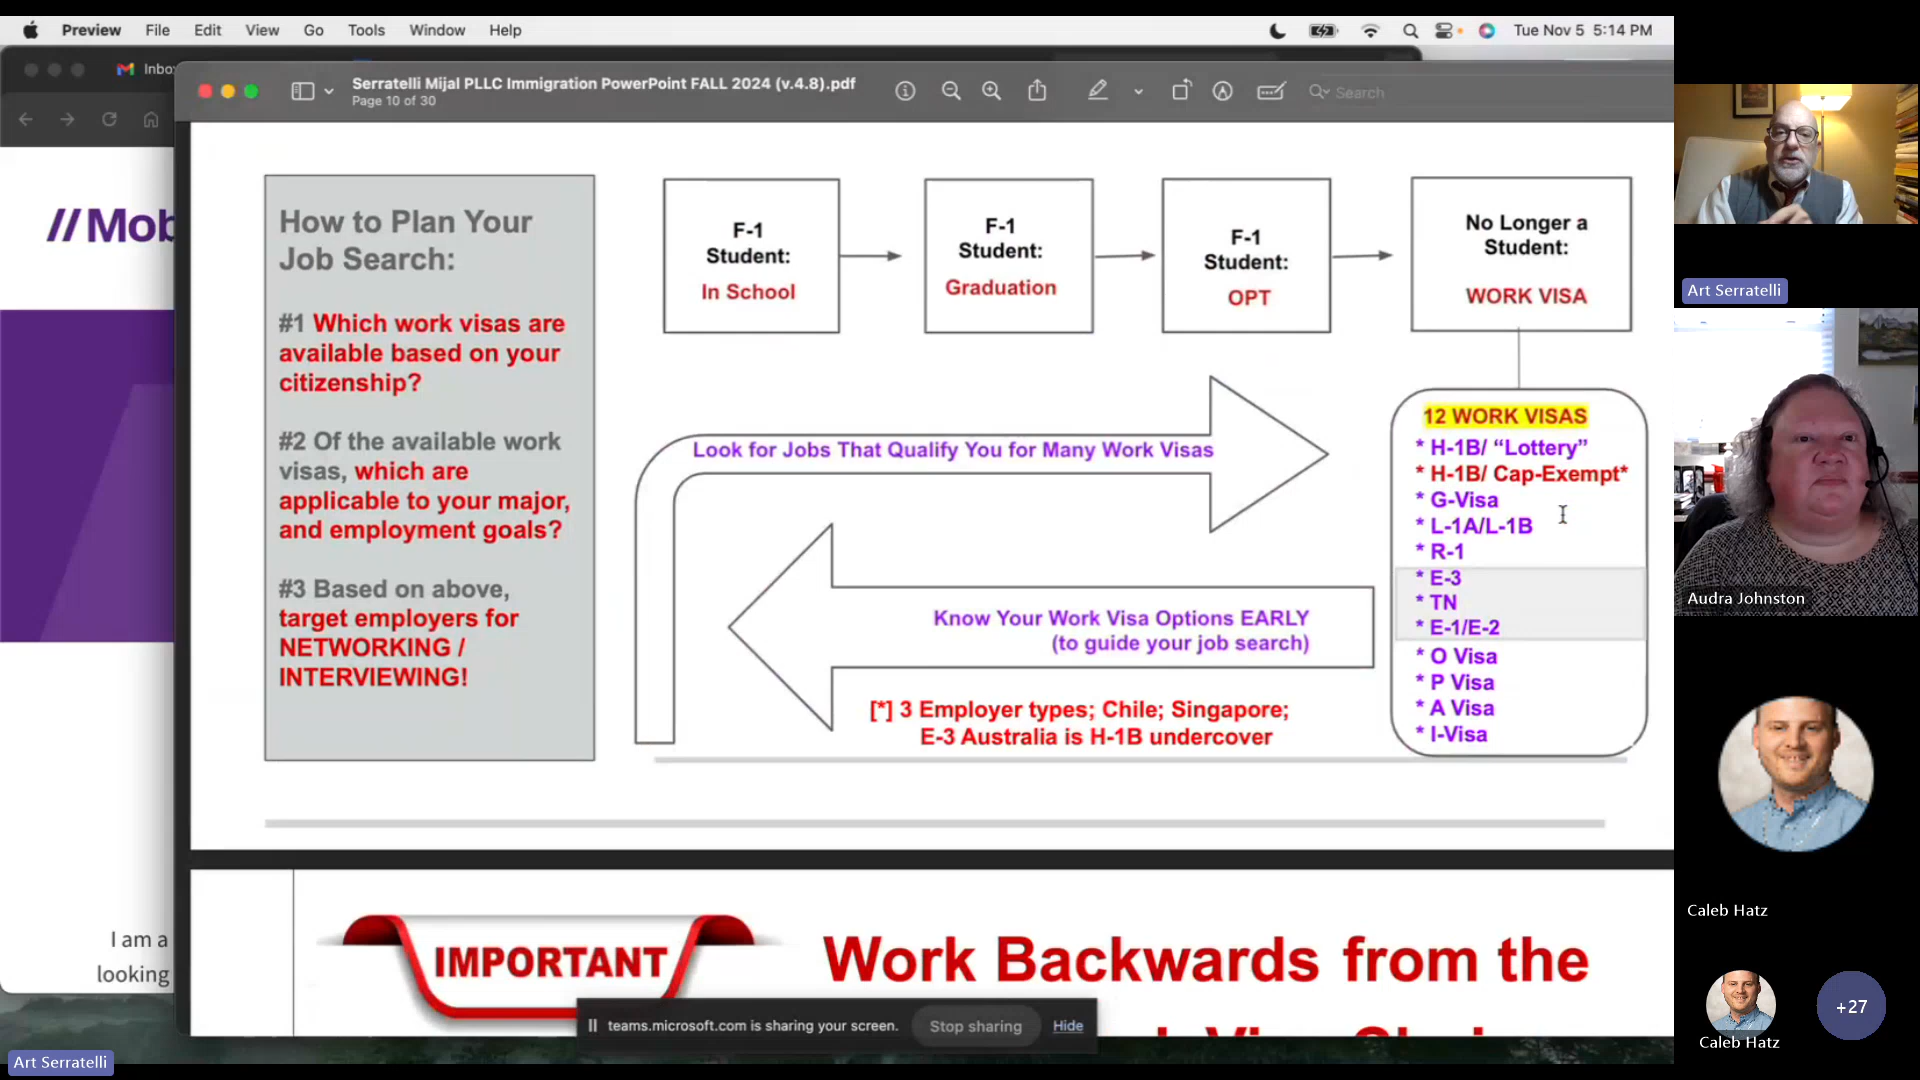 Preview File Edit View Go Tools Window Help
Tue Nov 5 5:14 PM
Inbo
Serratelli Mijal PLLC Immigration PowerPoint FALL 2024 (v.4.8).pdf
Page 10 of 30
Search
//Mob
How to Plan Your
Job Search:
#1 Which work visas are
available based on your
citizenship?
#2 Of the available work
visas, which are
applicable to your major,
and employment goals?
#3 Based on above,
target employers for
NETWORKING /
INTERVIEWING!
F-1
Student:
In School
F-1
Student:
Graduation
F-1
Student:
OPT
No Longer a
Student:
WORK VISA
Look for Jobs That Qualify You for Many Work Visas
Know Your Work Visa Options EARLY
(to guide your job search)
[*] 3 Employer types; Chile; Singapore;
E-3 Australia is H-1B undercover
12 WORK VISAS
* H-1B/ “Lottery”
* H-1B/ Cap-Exempt*
* G-Visa
* L-1A/L-1B
* R-1
* E-3
* TN
* E-1/E-2
* O Visa
* P Visa
* A Visa
* I-Visa
I am a
looking
IMPORTANT
Work Backwards from the
teams.microsoft.com is sharing your screen.
Stop sharing
Hide
Art Serratelli
Art Serratelli
Audra Johnston
Caleb Hatz
Caleb Hatz
+27